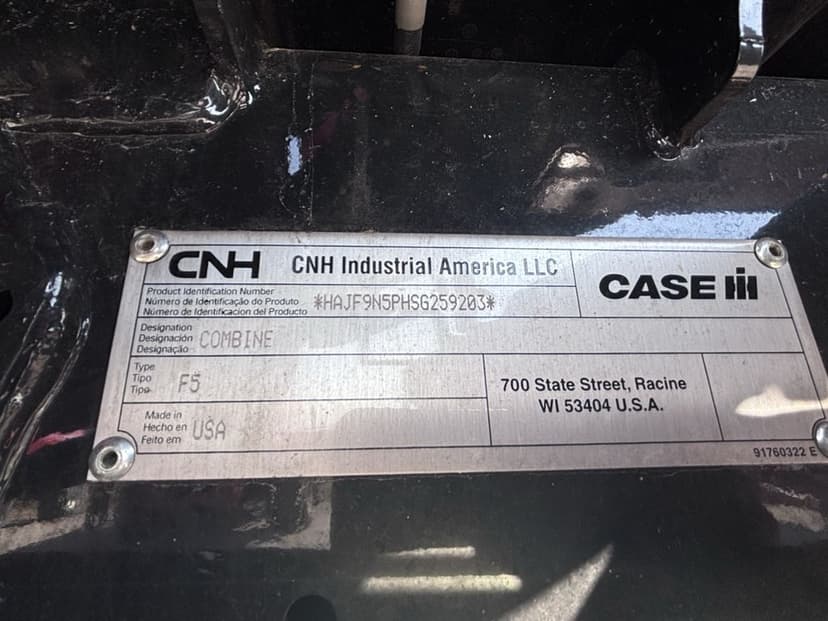 CNH CNH Industrial America LLC
CASE IH
Product Identification Number
Número de Identificação do Produto
Número de Identificacion del Producto
*HAJF9N5PHSG259203*
Designation
Designación
Designação
COMBINE
Type
Tipo
Tipo
F5
700 State Street, Racine
WI 53404 U.S.A.
Made in
Hecho en
Feito em
USA
91760322 E